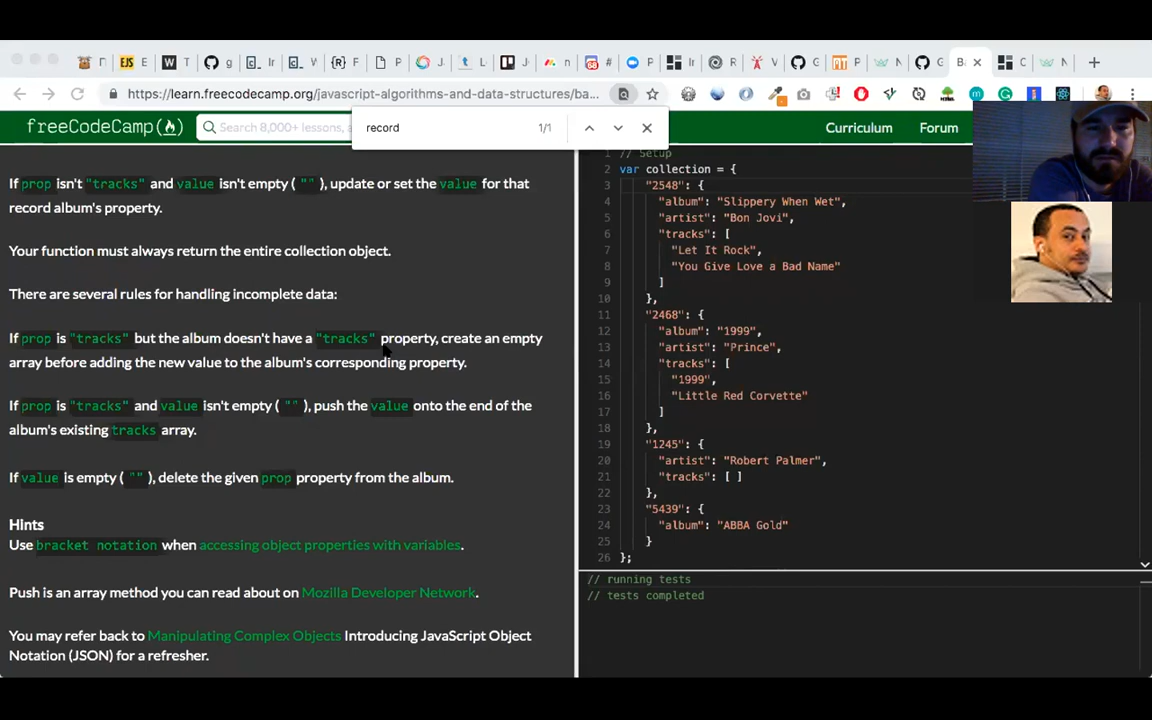 EJS
E
W
T
g
Ir
W
{R}
F
P
J
L
n
68
#
P
Ir
R
V
C
P
N
C
B
C
N
https://learn.freecodecamp.org/javascript-algorithms-and-data-structures/ba...
record
1/1
freeCodeCamp
Search 8,000+ lessons,
Curriculum
Forum
If prop isn't "tracks" and value isn't empty ( "" ), update or set the value for that
record album's property.
Your function must always return the entire collection object.
There are several rules for handling incomplete data:
If prop is "tracks" but the album doesn't have a "tracks" property, create an empty
array before adding the new value to the album's corresponding property.
If prop is "tracks" and value isn't empty ( "" ), push the value onto the end of the
album's existing tracks array.
If value is empty ( "" ), delete the given prop property from the album.
Hints
Use bracket notation when accessing object properties with variables.
Push is an array method you can read about on Mozilla Developer Network.
You may refer back to Manipulating Complex Objects Introducing JavaScript Object
Notation (JSON) for a refresher.
1 // Setup
2 var collection = {
3 "2548": {
4 "album": "Slippery When Wet",
5 "artist": "Bon Jovi",
6 "tracks": [
7 "Let It Rock",
8 "You Give Love a Bad Name"
9 ]
10 },
11 "2468": {
12 "album": "1999",
13 "artist": "Prince",
14 "tracks": [
15 "1999",
16 "Little Red Corvette"
17 ]
18 },
19 "1245": {
20 "artist": "Robert Palmer",
21 "tracks": [ ]
22 },
23 "5439": {
24 "album": "ABBA Gold"
25 }
26 };
// running tests
// tests completed